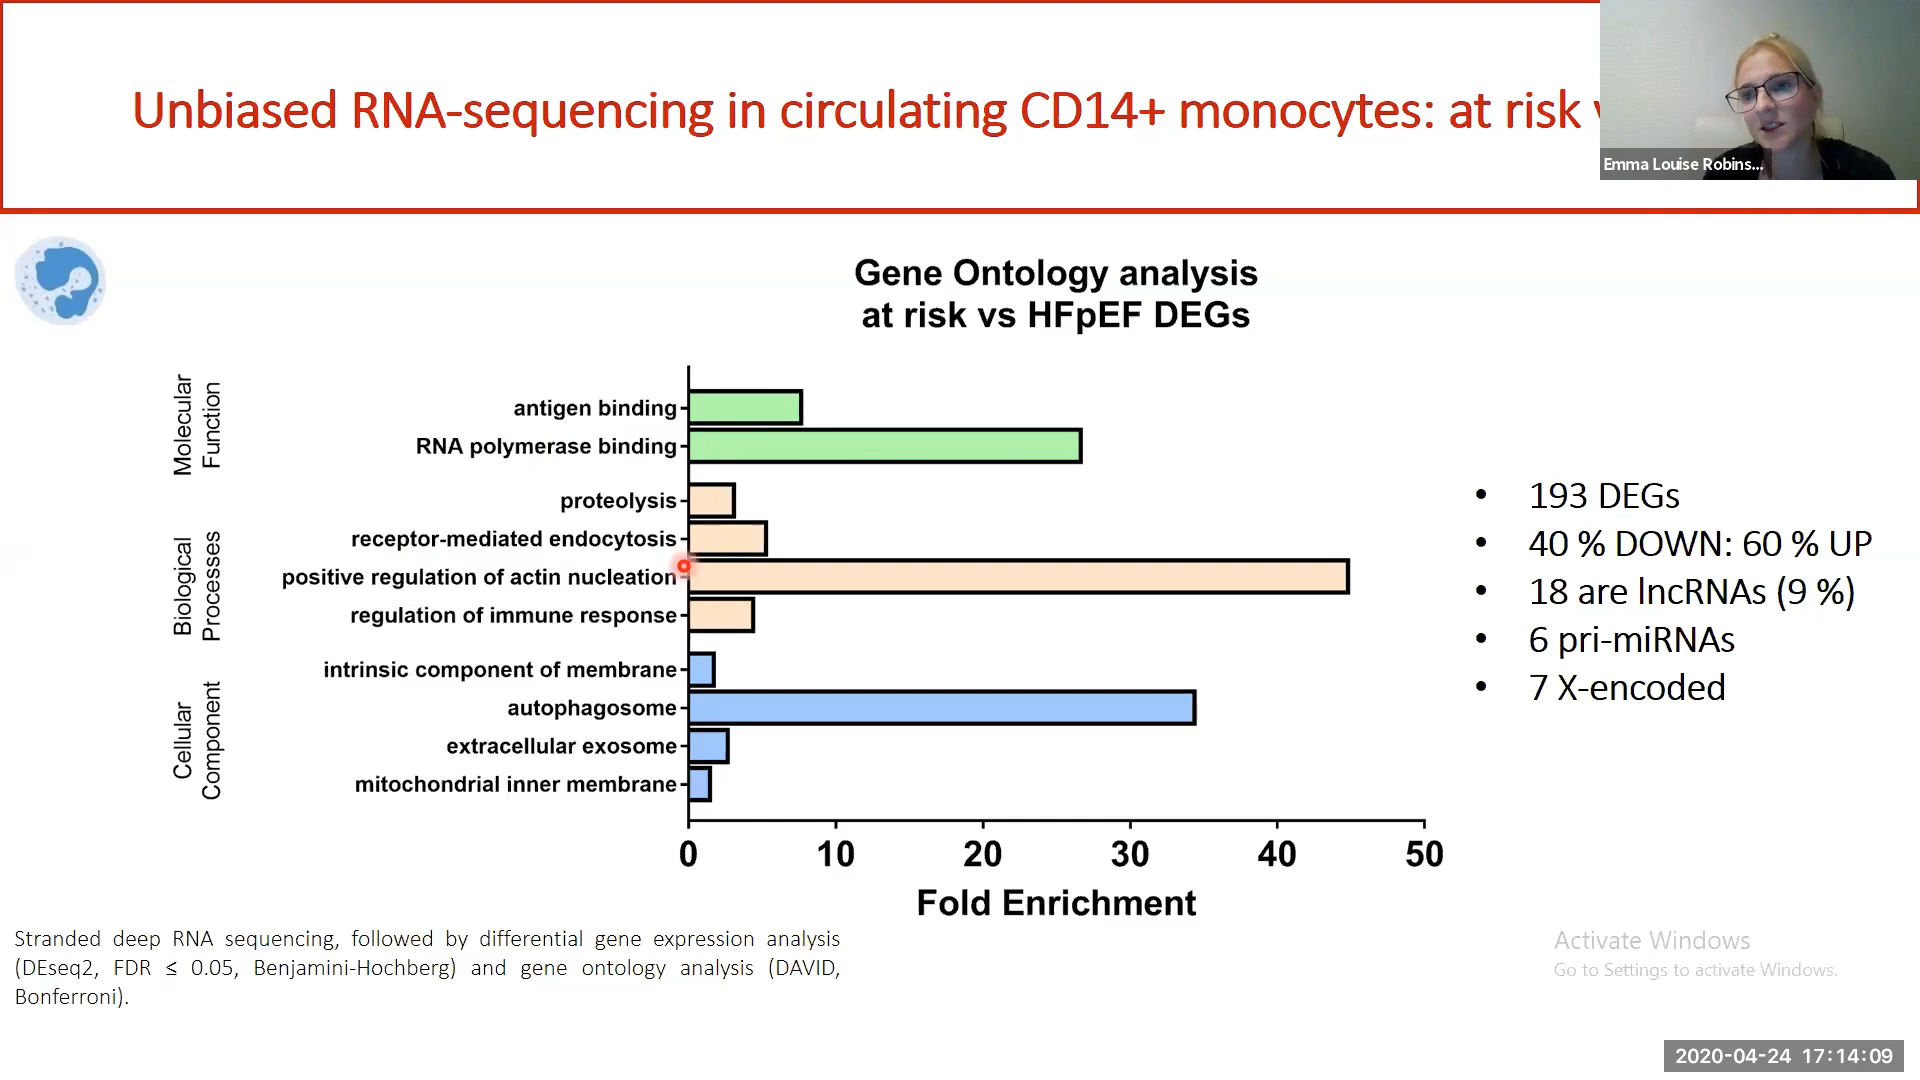 Unbiased RNA-sequencing in circulating CD14+ monocytes: at risk
Emma Louise Robins...
Gene Ontology analysis
at risk vs HFpEF DEGs
Molecular
Function
antigen binding
RNA polymerase binding
Biological
Processes
proteolysis
receptor-mediated endocytosis
positive regulation of actin nucleation
regulation of immune response
Cellular
Component
intrinsic component of membrane
autophagosome
extracellular exosome
mitochondrial inner membrane
0 10 20 30 40 50
Fold Enrichment
• 193 DEGs
• 40 % DOWN: 60 % UP
• 18 are lncRNAs (9 %)
• 6 pri-miRNAs
• 7 X-encoded
Stranded deep RNA sequencing, followed by differential gene expression analysis
(DEseq2, FDR ≤ 0.05, Benjamini-Hochberg) and gene ontology analysis (DAVID,
Bonferroni).
Activate Windows
Go to Settings to activate Windows.
2020-04-24 17:14:09